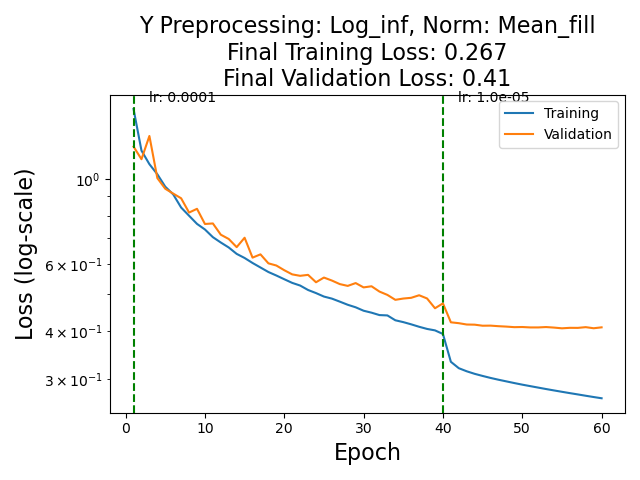 Y Preprocessing: Log_inf, Norm: Mean_fill
Final Training Loss: 0.267
Final Validation Loss: 0.41
lr: 0.0001
lr: 1.0e-05
Training
Validation
10⁰
6 × 10⁻¹
4 × 10⁻¹
3 × 10⁻¹
Loss (log-scale)
0 10 20 30 40 50 60
Epoch